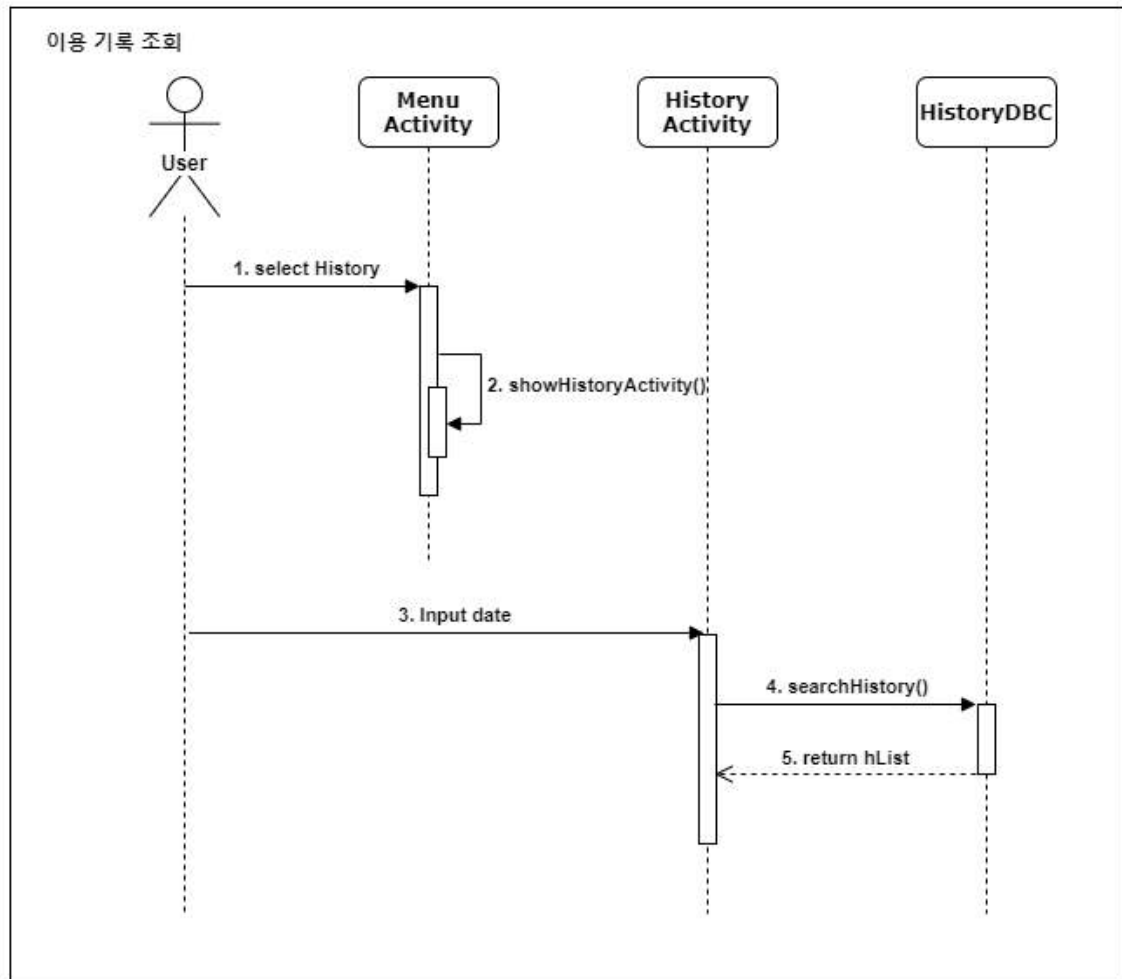 이용 기록 조회
Menu
Activity
History
Activity
HistoryDBC
User
1. select History
2. showHistoryActivity()
3. Input date
4. searchHistory()
5. return hList